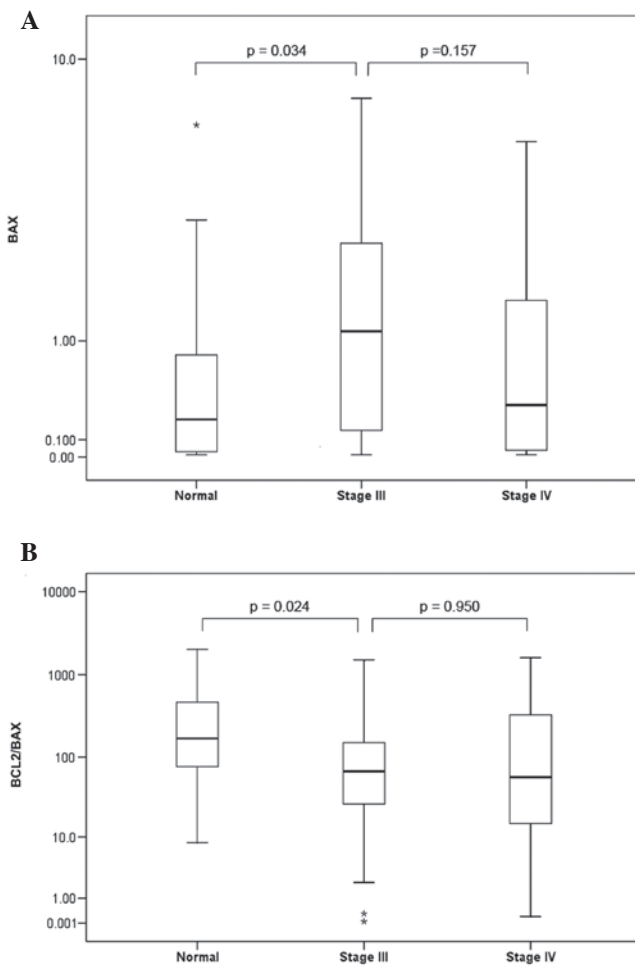 A
10.0
p = 0.034
p =0.157
*
BAX
1.00
0.100
0.00
Normal
Stage III
Stage IV
B
10000
p = 0.024
p = 0.950
1000
BCL2/BAX
100
10.0
1.00
0.001
*
*
Normal
Stage III
Stage IV